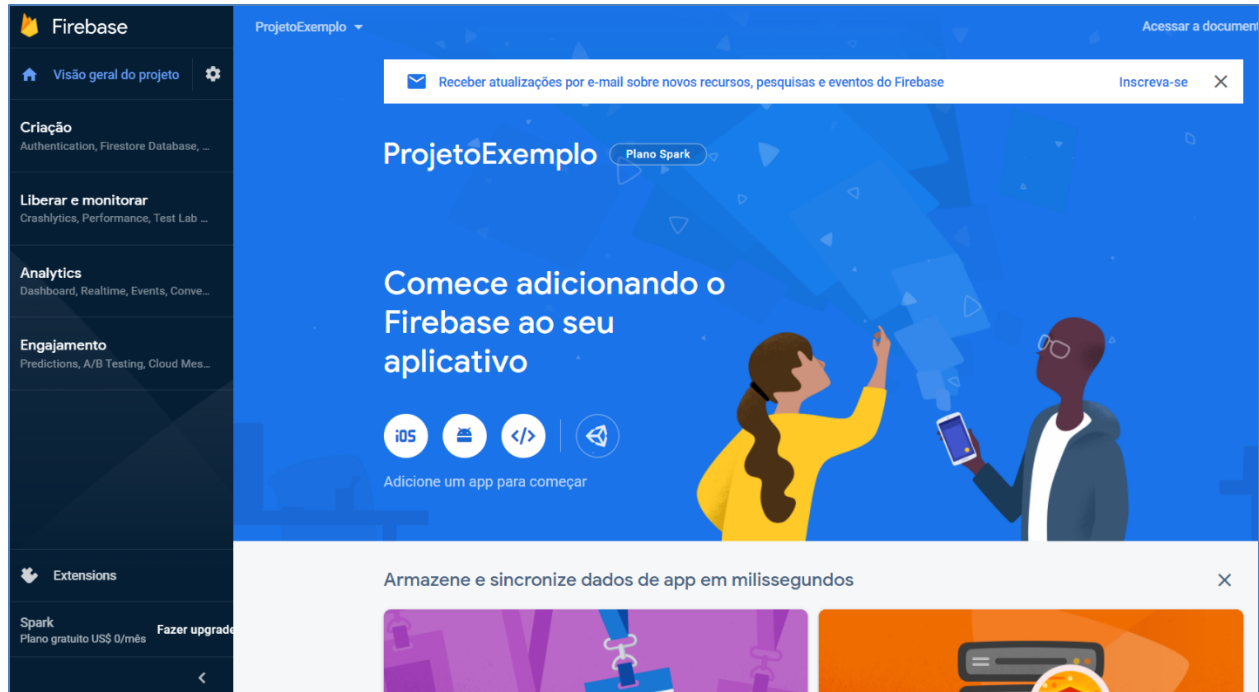 Firebase
Visão geral do projeto
Criação
Authentication, Firestore Database, ...
Liberar e monitorar
Crashlytics, Performance, Test Lab ...
Analytics
Dashboard, Realtime, Events, Conve...
Engajamento
Predictions, A/B Testing, Cloud Mes...
Extensions
Spark
Plano gratuito US$ 0/mês
Fazer upgrade
ProjetoExemplo
Acessar a document
Receber atualizações por e-mail sobre novos recursos, pesquisas e eventos do Firebase
Inscreva-se
ProjetoExemplo
Plano Spark
Comece adicionando o
Firebase ao seu
aplicativo
iOS
</>
Adicione um app para começar
Armazene e sincronize dados de app em milissegundos